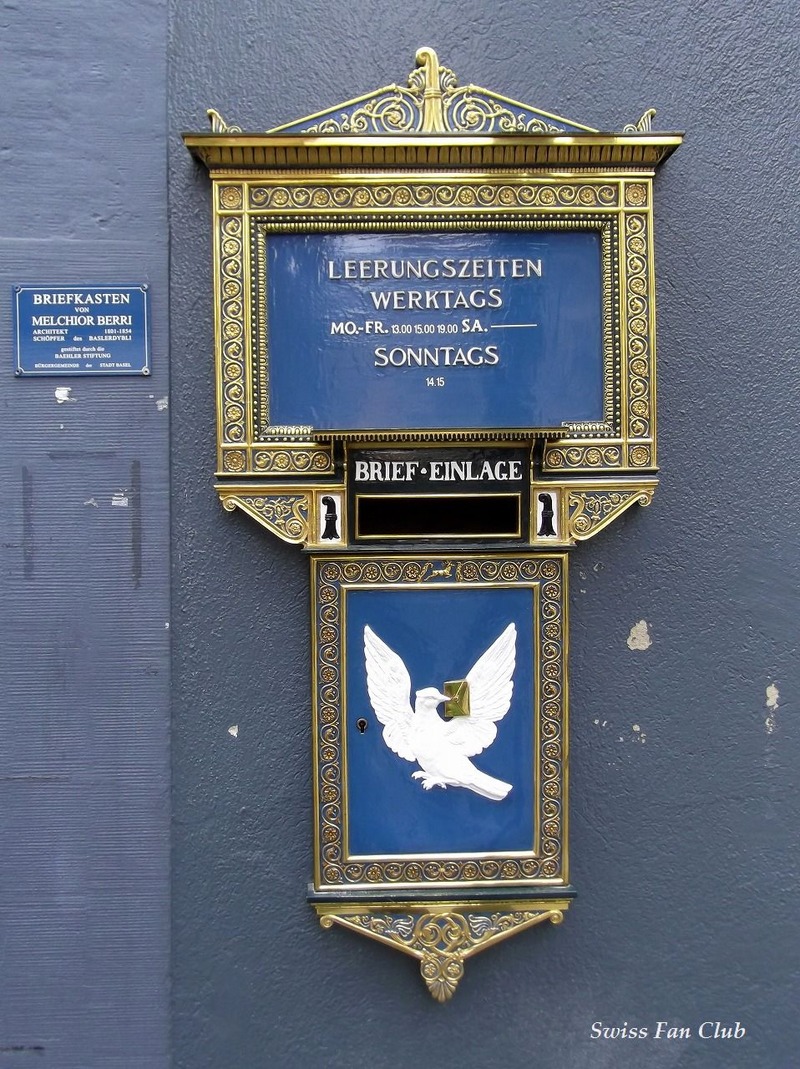 BRIEFKASTEN
VON
MELCHIOR BERRI
ARCHITEKT 1801-1854
SCHÖPFER des BASLERDYBLI
gestiftet durch die
BAEHLER STIFTUNG
BÜRGERGEMEINDE der STADT BASEL
LEERUNGSZEITEN
WERKTAGS
MO.-FR. 13.00 15.00 19.00 SA. —
SONNTAGS
14.15
BRIEF·EINLAGE
Swiss Fan Club